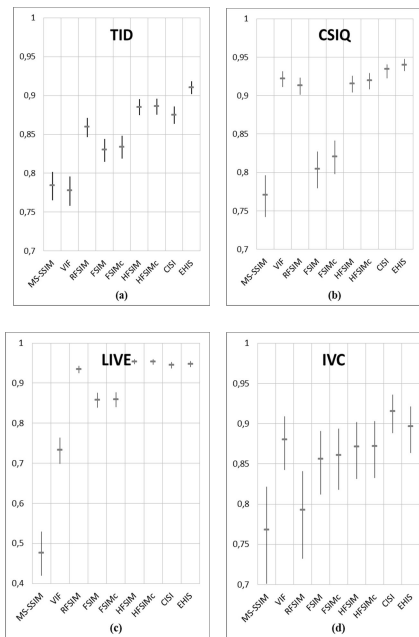 TID
1
0,95
0,9
0,85
0,8
0,75
0,7
MS-SSIM
VIF
RFSIM
FSIM
FSIMc
HFSIM
HFSIMc
CISI
EHIS
(a)
CSIQ
1
0,95
0,9
0,85
0,8
0,75
0,7
MS-SSIM
VIF
RFSIM
FSIM
FSIMc
HFSIM
HFSIMc
CISI
EHIS
(b)
LIVE
1
0,9
0,8
0,7
0,6
0,5
0,4
MS-SSIM
VIF
RFSIM
FSIM
FSIMc
HFSIM
HFSIMc
CISI
EHIS
(c)
IVC
1
0,95
0,9
0,85
0,8
0,75
0,7
MS-SSIM
VIF
RFSIM
FSIM
FSIMc
HFSIM
HFSIMc
CISI
EHIS
(d)